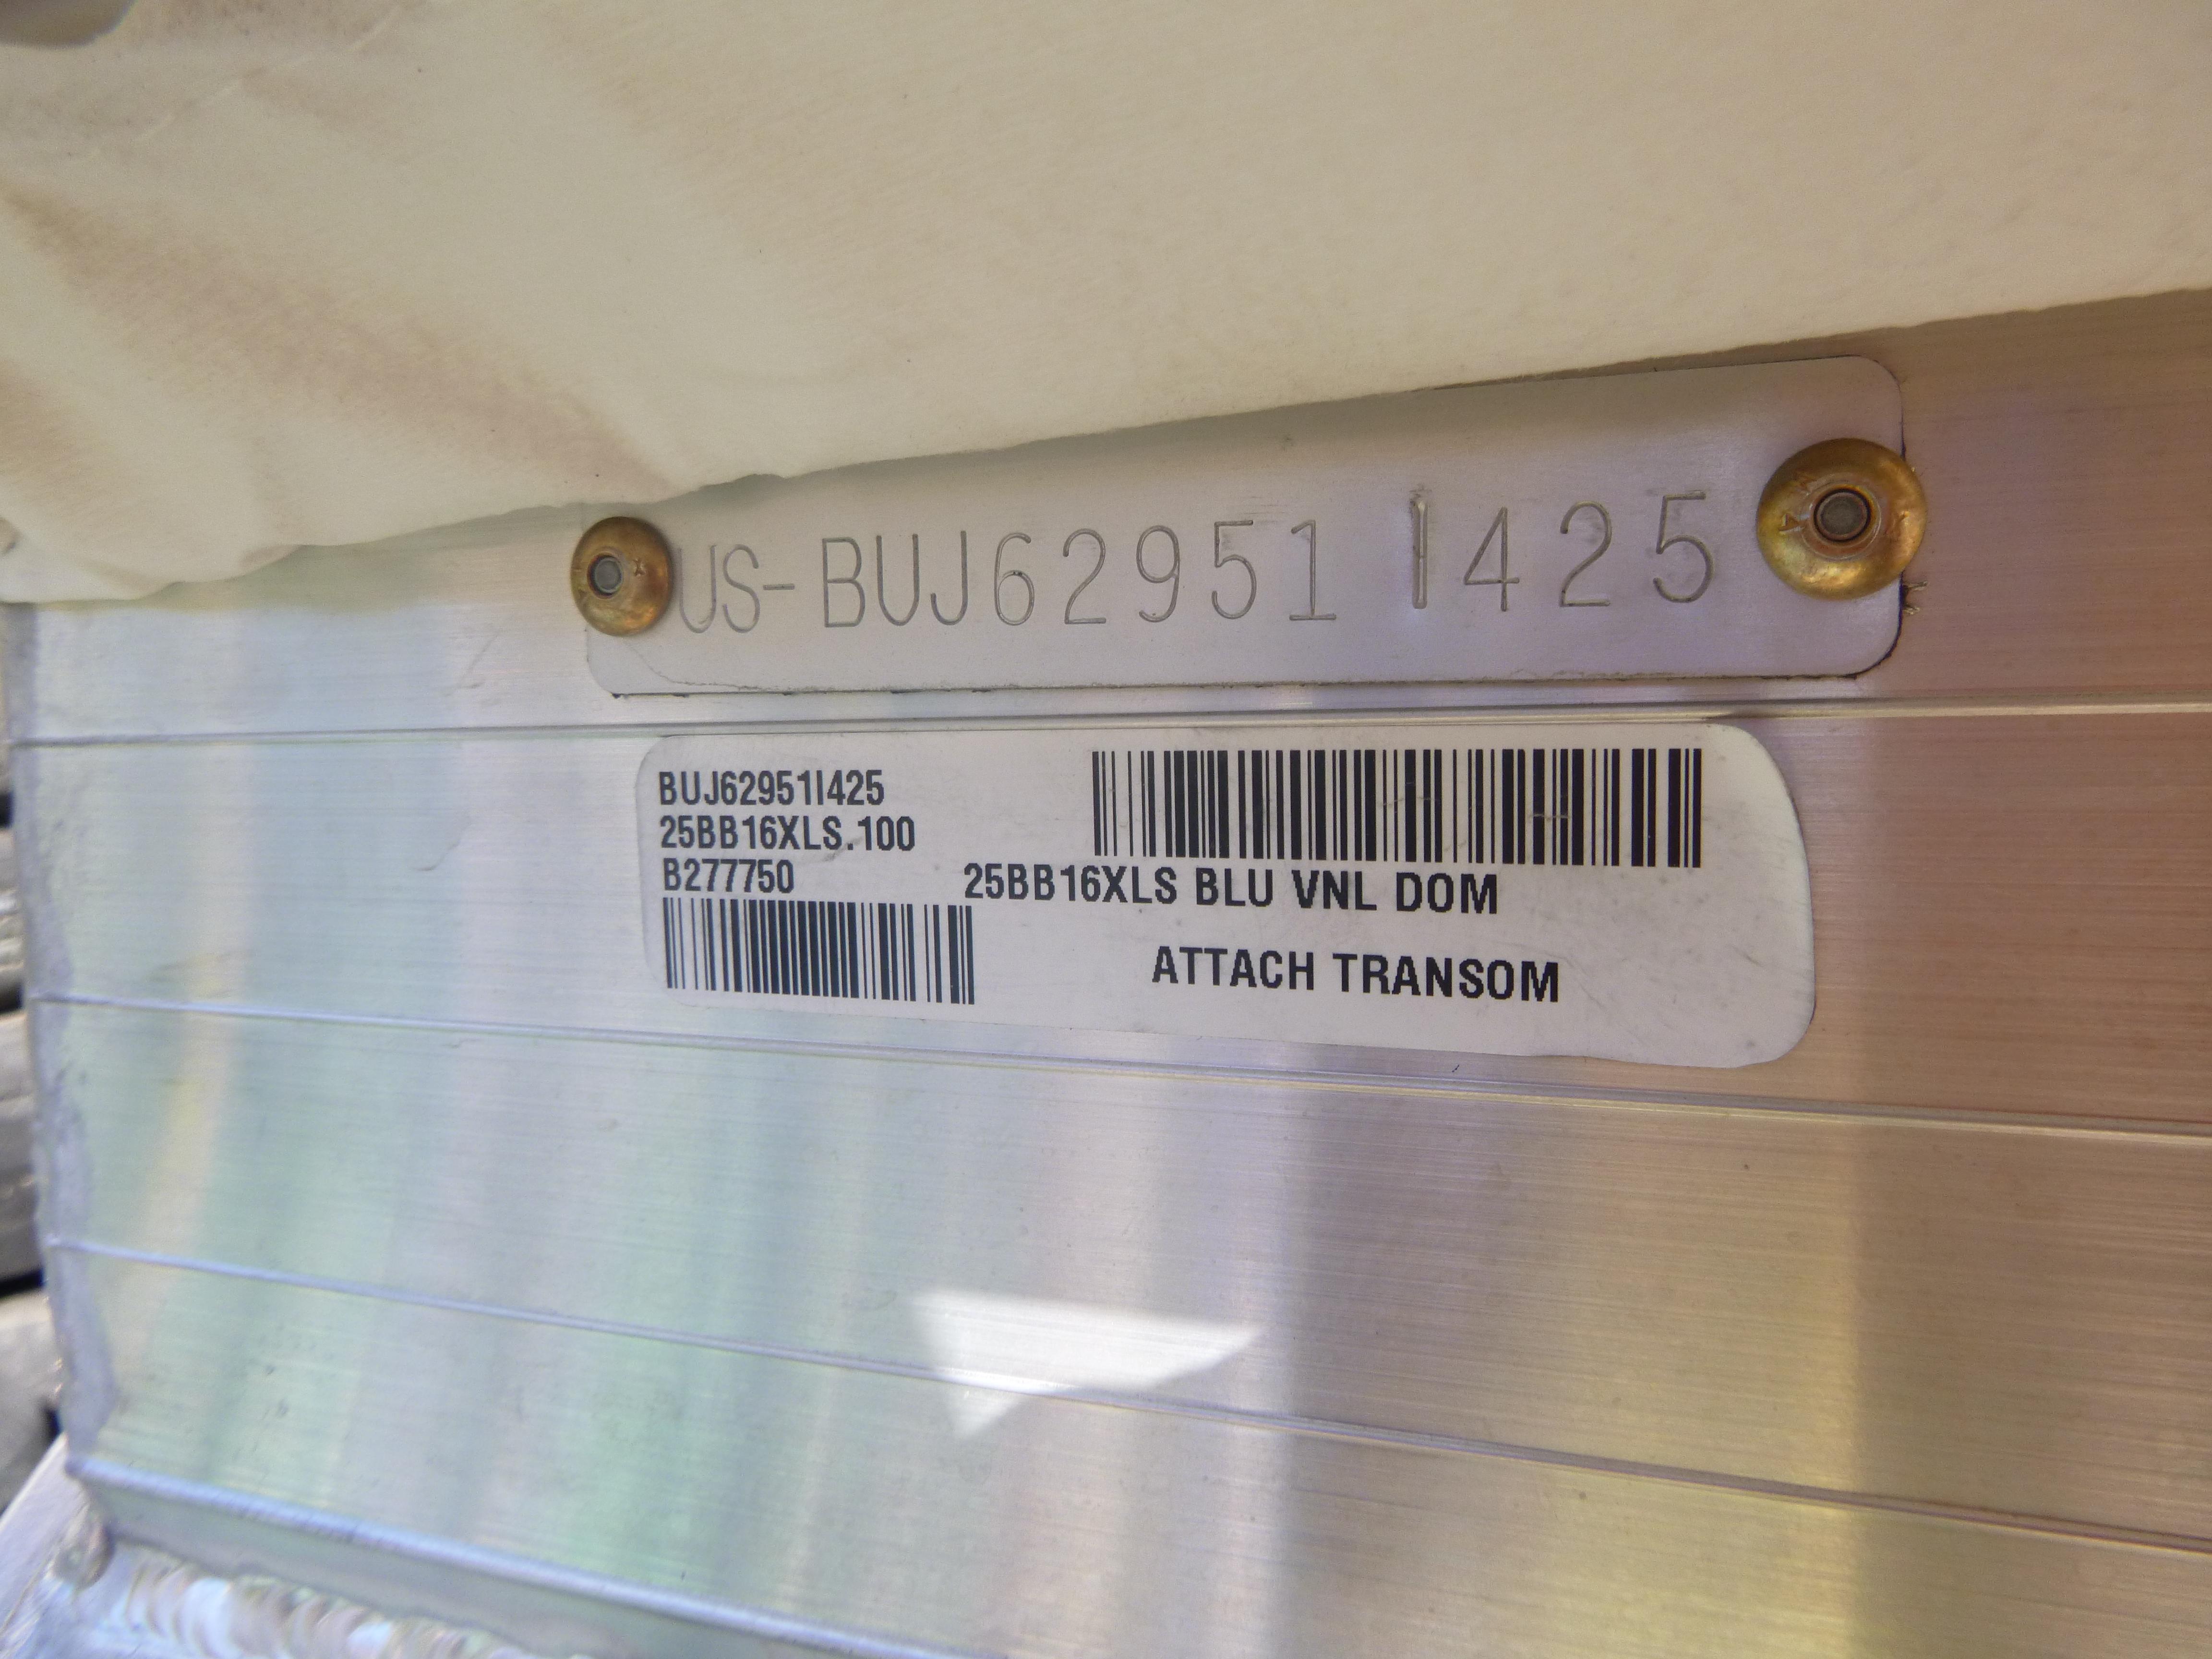 US-BUJ62951I425
BUJ62951I425
25BB16XLS.100
B277750
25BB16XLS BLU VNL DOM
ATTACH TRANSOM